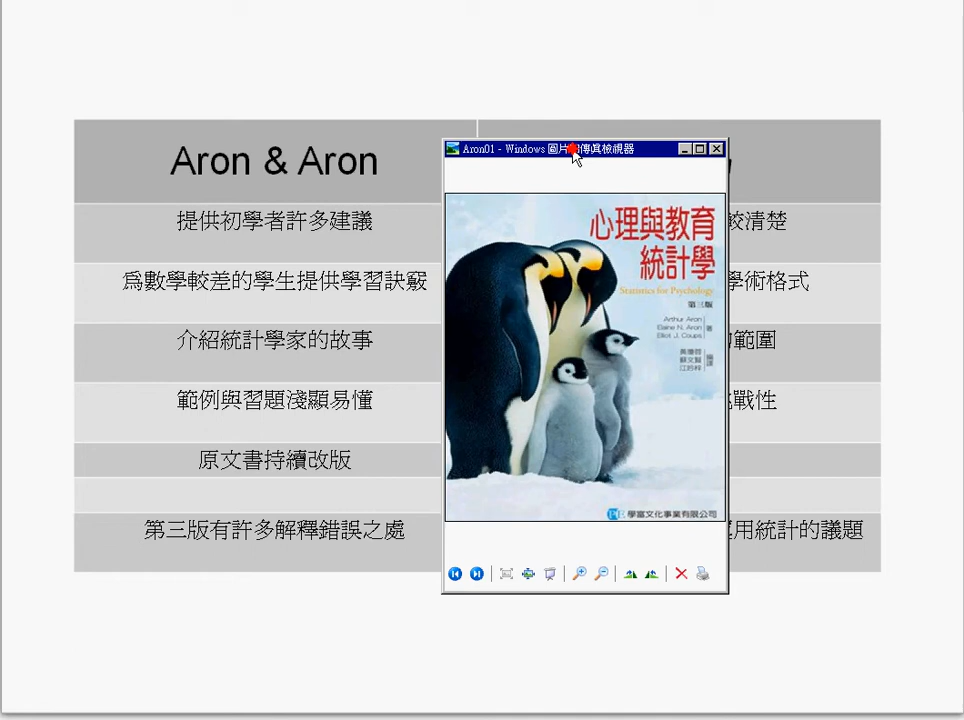 Aron & Aron
提供初學者許多建議
為數學較差的學生提供學習訣竅
介紹統計學家的故事
範例與習題淺顯易懂
原文書持續改版
第三版有許多解釋錯誤之處
Aron01 - Windows 圖片和傳真檢視器
心理與教育
統計學
Statistics for Psychology
第三版
Arthur Aron
Elaine N. Aron
Elliot J. Coups
著
編譯
學富文化事業有限公司
較清楚
學術格式
範圍
戰性
用統計的議題